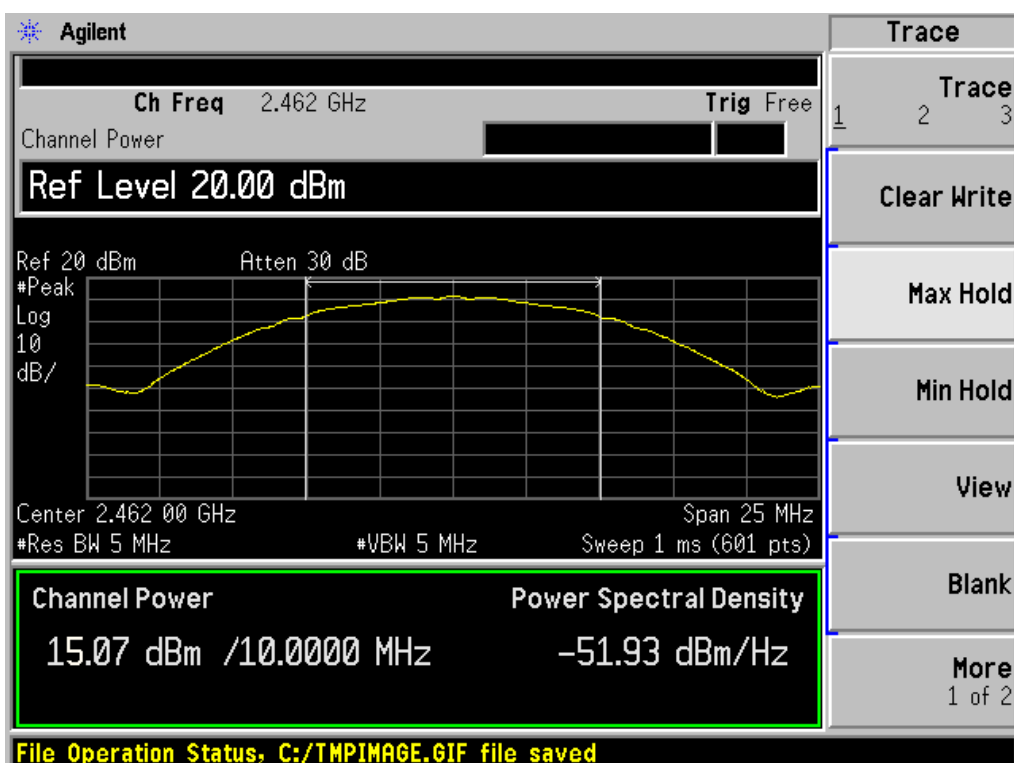 Agilent
Trace
Ch Freq 2.462 GHz Trig Free
Channel Power
Ref Level 20.00 dBm
Ref 20 dBm Atten 30 dB
#Peak
Log
10
dB/
Center 2.462 00 GHz Span 25 MHz
#Res BW 5 MHz #VBW 5 MHz Sweep 1 ms (601 pts)
Channel Power Power Spectral Density
15.07 dBm /10.0000 MHz -51.93 dBm/Hz
File Operation Status, C:/TMPIMAGE.GIF file saved
Trace
1 2 3
Clear Write
Max Hold
Min Hold
View
Blank
More
1 of 2